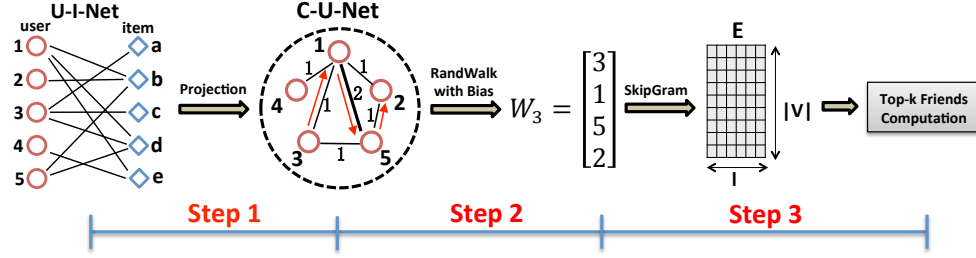 U-I-Net
user
item
1
2
3
4
5
a
b
c
d
e
Projection
C-U-Net
1
4
2
3
5
1
1
1
2
1
1
RandWalk
with Bias
W₃ =
3
1
5
2
SkipGram
E
|V|
l
Top-k Friends
Computation
Step 1
Step 2
Step 3